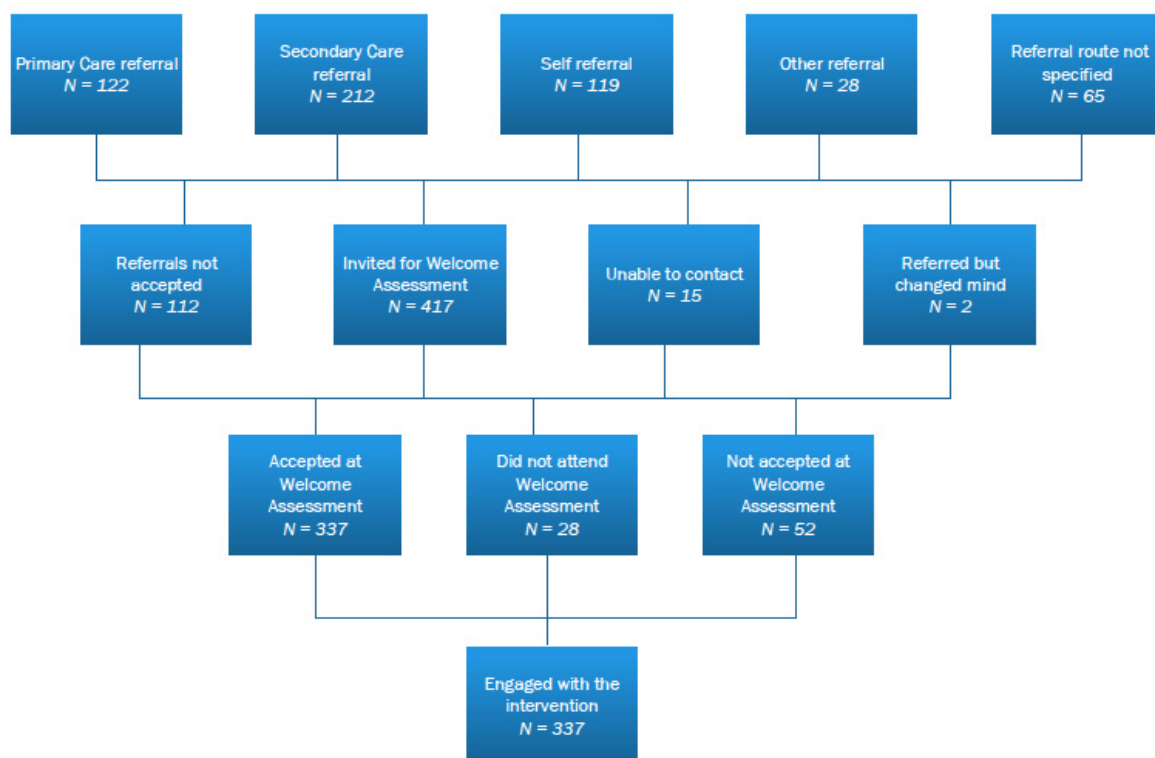 Primary Care referral
N = 122
Secondary Care
referral
N = 212
Self referral
N = 119
Other referral
N = 28
Referral route not
specified
N = 65
Referrals not
accepted
N = 112
Invited for Welcome
Assessment
N = 417
Unable to contact
N = 15
Referred but
changed mind
N = 2
Accepted at
Welcome
Assessment
N = 337
Did not attend
Welcome
Assessment
N = 28
Not accepted at
Welcome
Assessment
N = 52
Engaged with the
intervention
N = 337